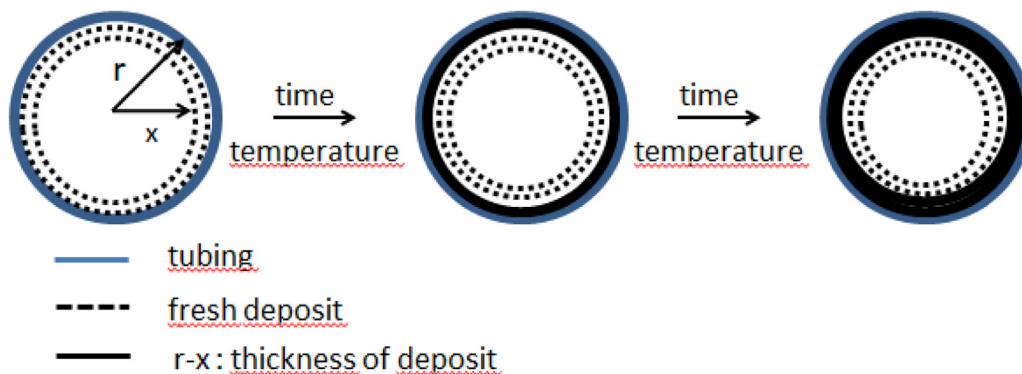 r
x
time
temperature
time
temperature
tubing
fresh deposit
r-x : thickness of deposit